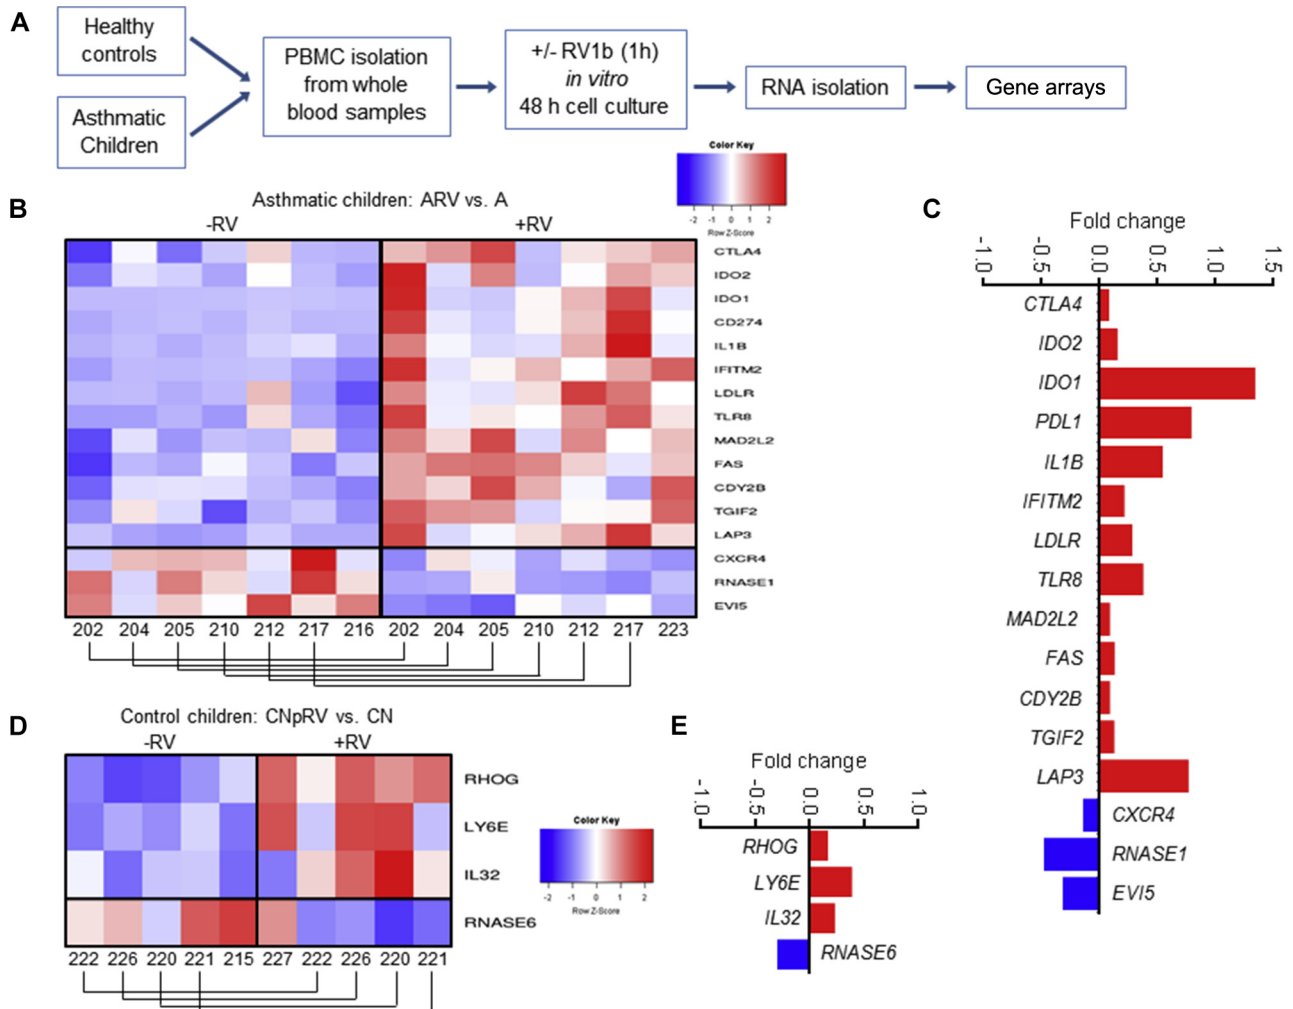 A
Healthy
controls
Asthmatic
Children
PBMC isolation
from whole
blood samples
+/- RV1b (1h)
in vitro
48 h cell culture
RNA isolation
Gene arrays
Color Key
-2 -1 0 1 2
Row Z-Score
B
Asthmatic children: ARV vs. A
-RV +RV
CTLA4
IDO2
IDO1
CD274
IL1B
IFITM2
LDLR
TLR8
MAD2L2
FAS
CDY2B
TGIF2
LAP3
CXCR4
RNASE1
EVI5
202 204 205 210 212 217 216 202 204 205 210 212 217 223
C
Fold change
-1.0 -0.5 0.0 0.5 1.0 1.5
CTLA4
IDO2
IDO1
PDL1
IL1B
IFITM2
LDLR
TLR8
MAD2L2
FAS
CDY2B
TGIF2
LAP3
CXCR4
RNASE1
EVI5
D
Control children: CNpRV vs. CN
-RV +RV
RHOG
LY6E
IL32
RNASE6
222 226 220 221 215 227 222 226 220 221
Color Key
-2 -1 0 1 2
Row Z-Score
E
Fold change
-1.0 -0.5 0.0 0.5 1.0
RHOG
LY6E
IL32
RNASE6